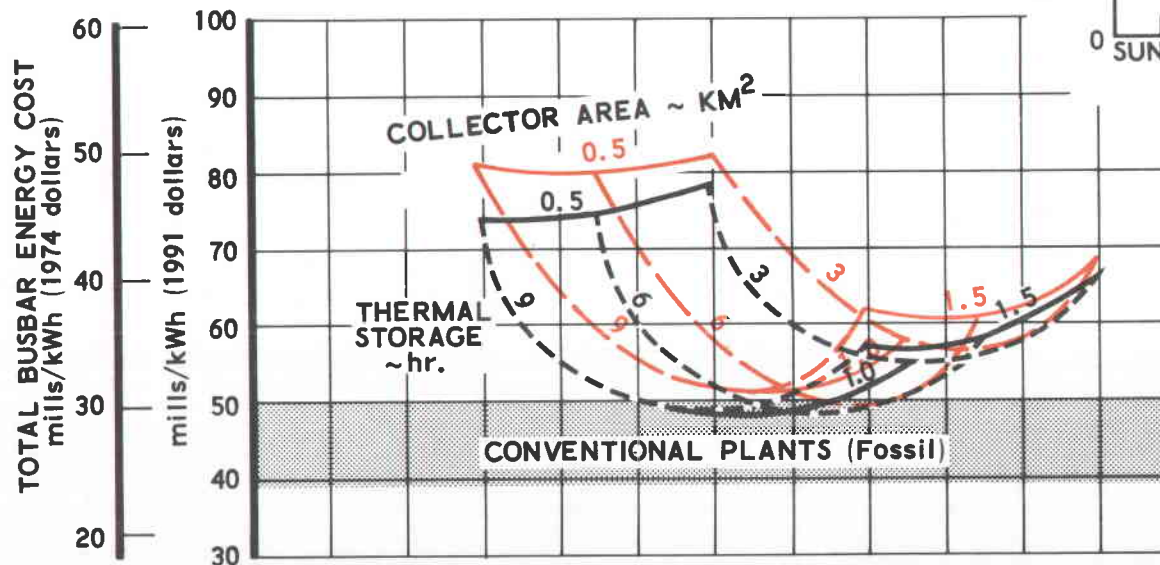 TOTAL BUSBAR ENERGY COST
mills/kWh (1974 dollars)
60
50
40
30
20
mills/kWh (1991 dollars)
100
90
80
70
60
50
40
30
COLLECTOR AREA ~ KM²
0.5
0.5
THERMAL
STORAGE
~hr.
9
6
3
9
6
3
1.5
1.5
1.0
CONVENTIONAL PLANTS (Fossil)
0
SUN